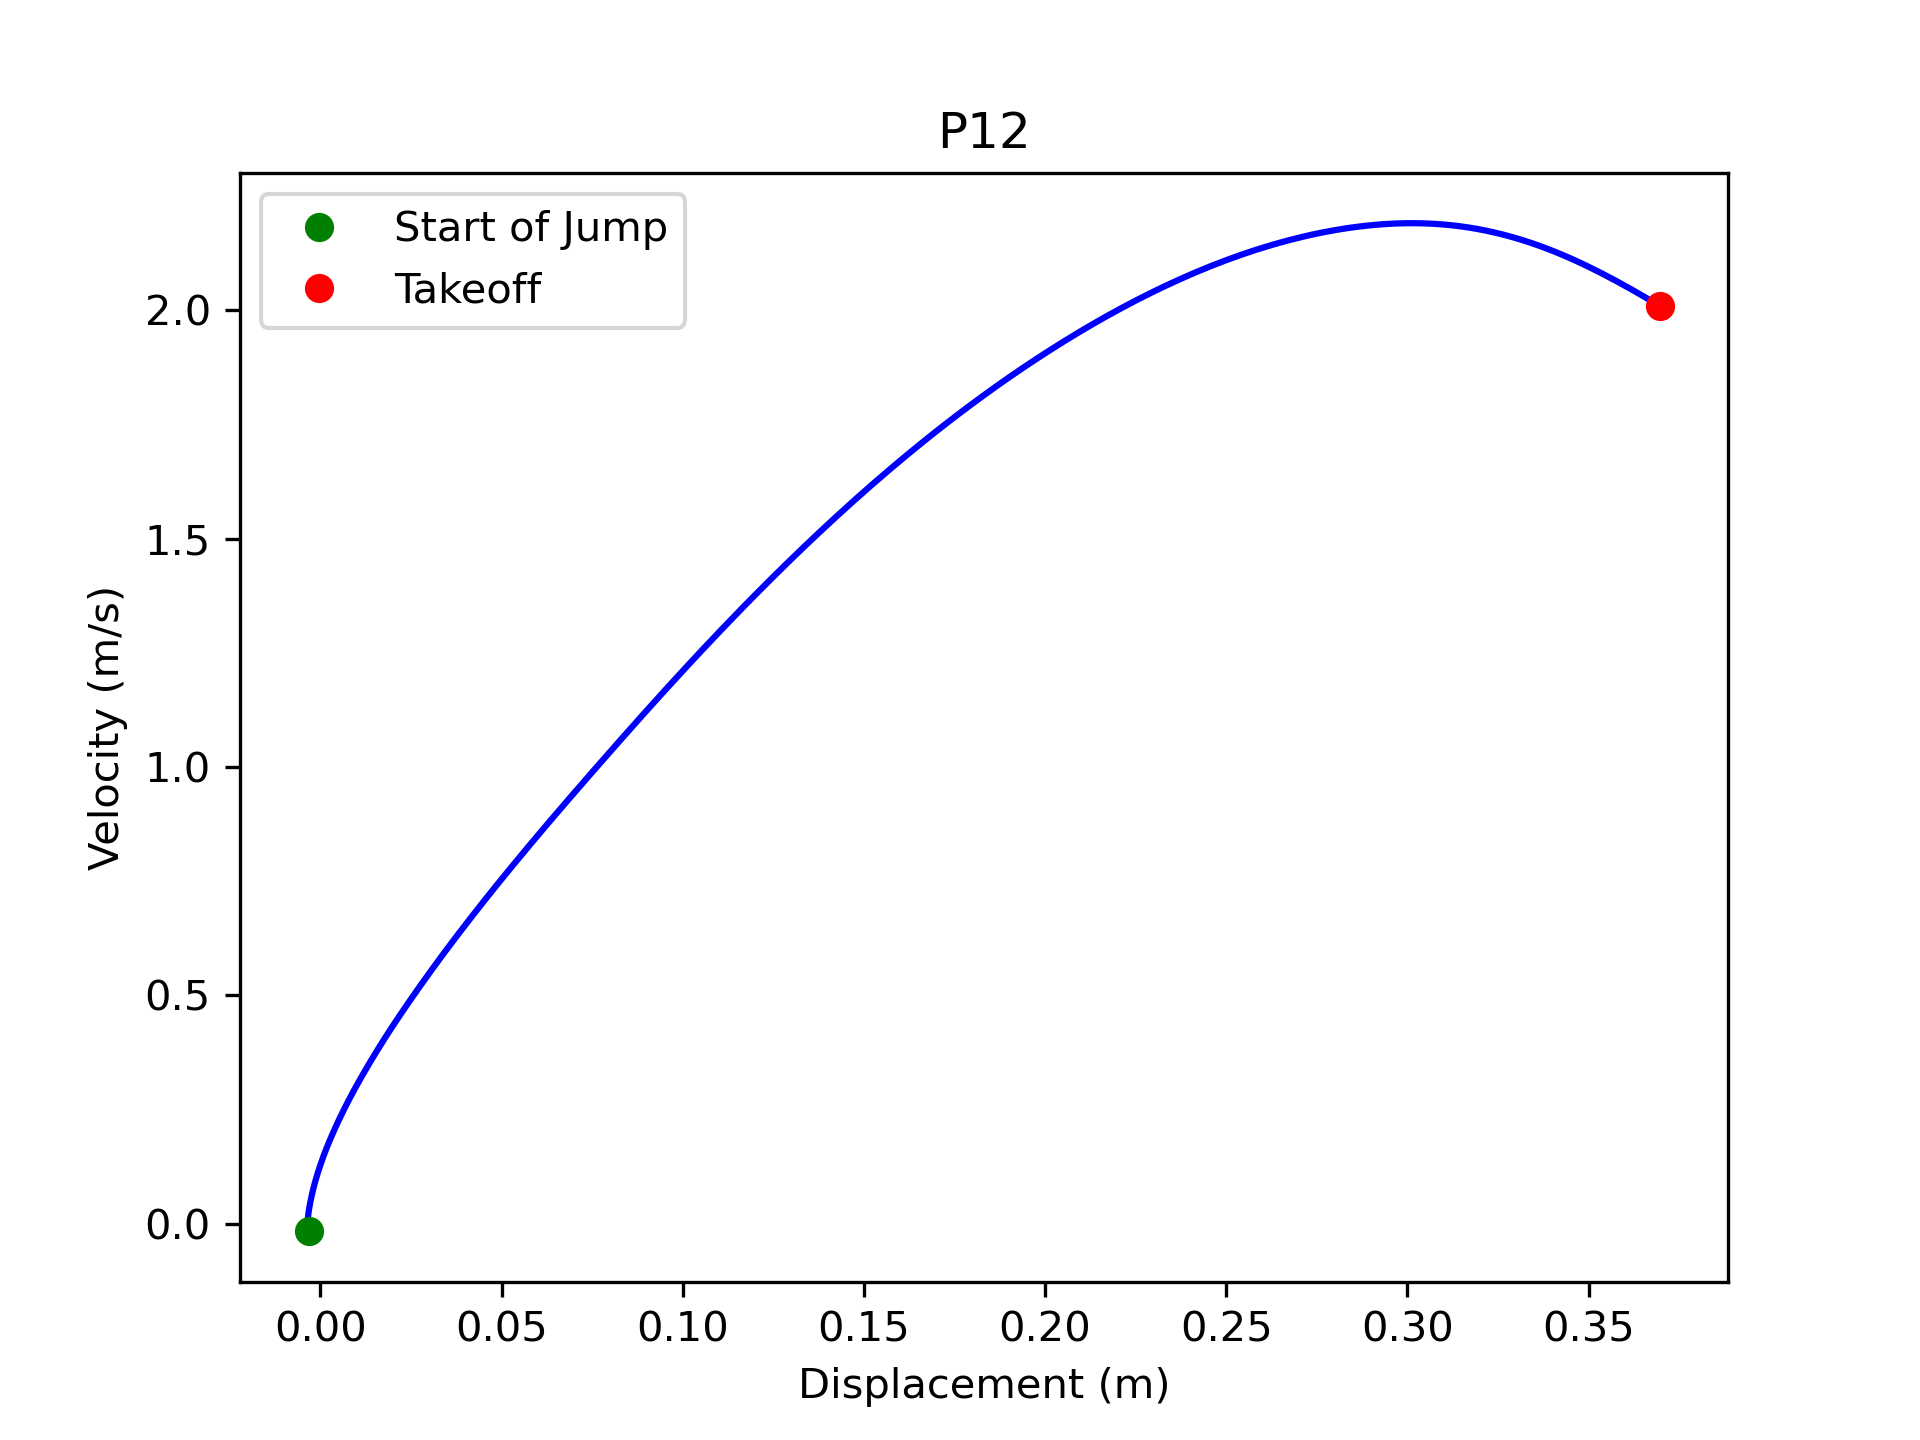 P12
Start of Jump
Takeoff
2.0
1.5
1.0
0.5
0.0
Velocity (m/s)
0.00 0.05 0.10 0.15 0.20 0.25 0.30 0.35
Displacement (m)